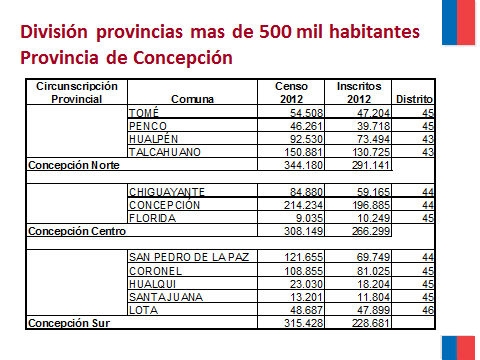 División provincias mas de 500 mil habitantes
Provincia de Concepción
Circunscripción Provincial Comuna Censo 2012 Inscritos 2012 Distrito
TOMÉ 54.508 47.204 45
PENCO 46.261 39.718 45
HUALPÉN 92.530 73.494 43
TALCAHUANO 150.881 130.725 43
Concepción Norte 344.180 291.141
CHIGUAYANTE 84.880 59.165 44
CONCEPCIÓN 214.234 196.885 44
FLORIDA 9.035 10.249 45
Concepción Centro 308.149 266.299
SAN PEDRO DE LA PAZ 121.655 69.749 44
CORONEL 108.855 81.025 45
HUALQUI 23.030 18.204 45
SANTA JUANA 13.201 11.804 45
LOTA 48.687 47.899 46
Concepción Sur 315.428 228.681